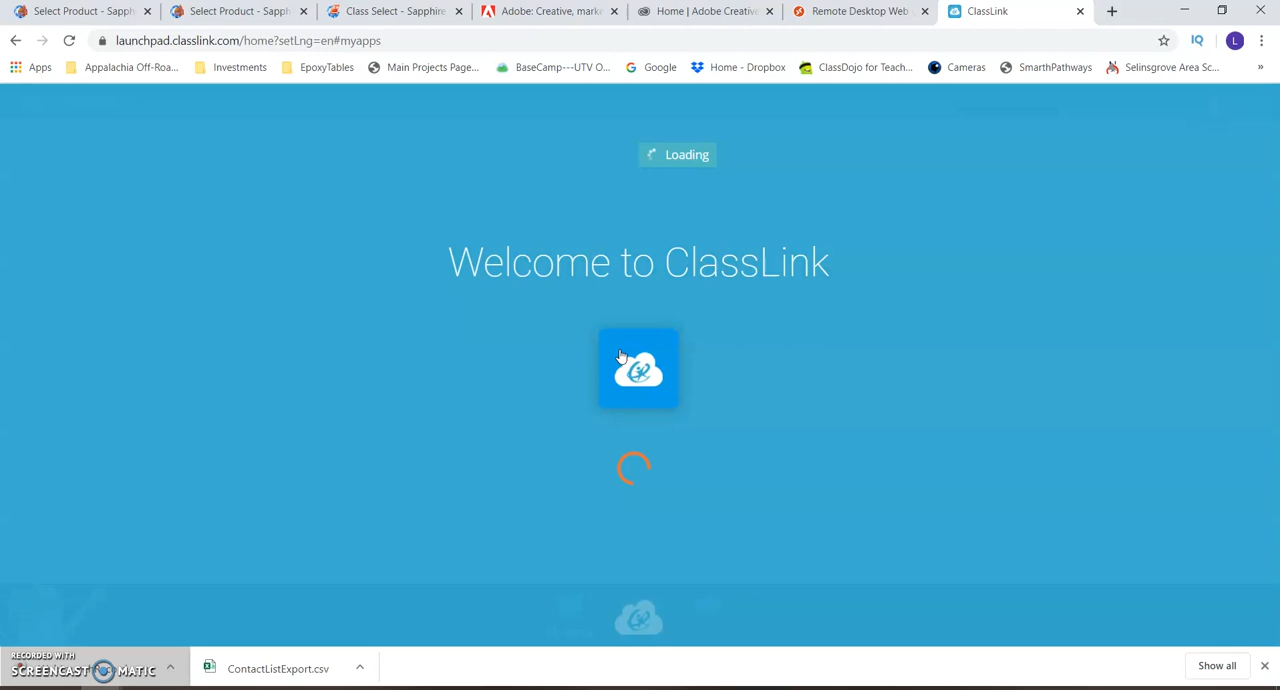 Select Product - Sapph
Select Product - Sapph
Class Select - Sapphire
Adobe: Creative, marke
Home | Adobe Creative
Remote Desktop Web
ClassLink
launchpad.classlink.com/home?setLng=en#myapps
IQ
L
Apps
Appalachia Off-Roa...
Investments
EpoxyTables
Main Projects Page...
BaseCamp---UTV O...
Google
Home - Dropbox
ClassDojo for Teach...
Cameras
SmarthPathways
Selinsgrove Area Sc...
»
Loading
Welcome to ClassLink
RECORDED WITH
SCREENCAST MATIC
ContactListExport.csv
Show all